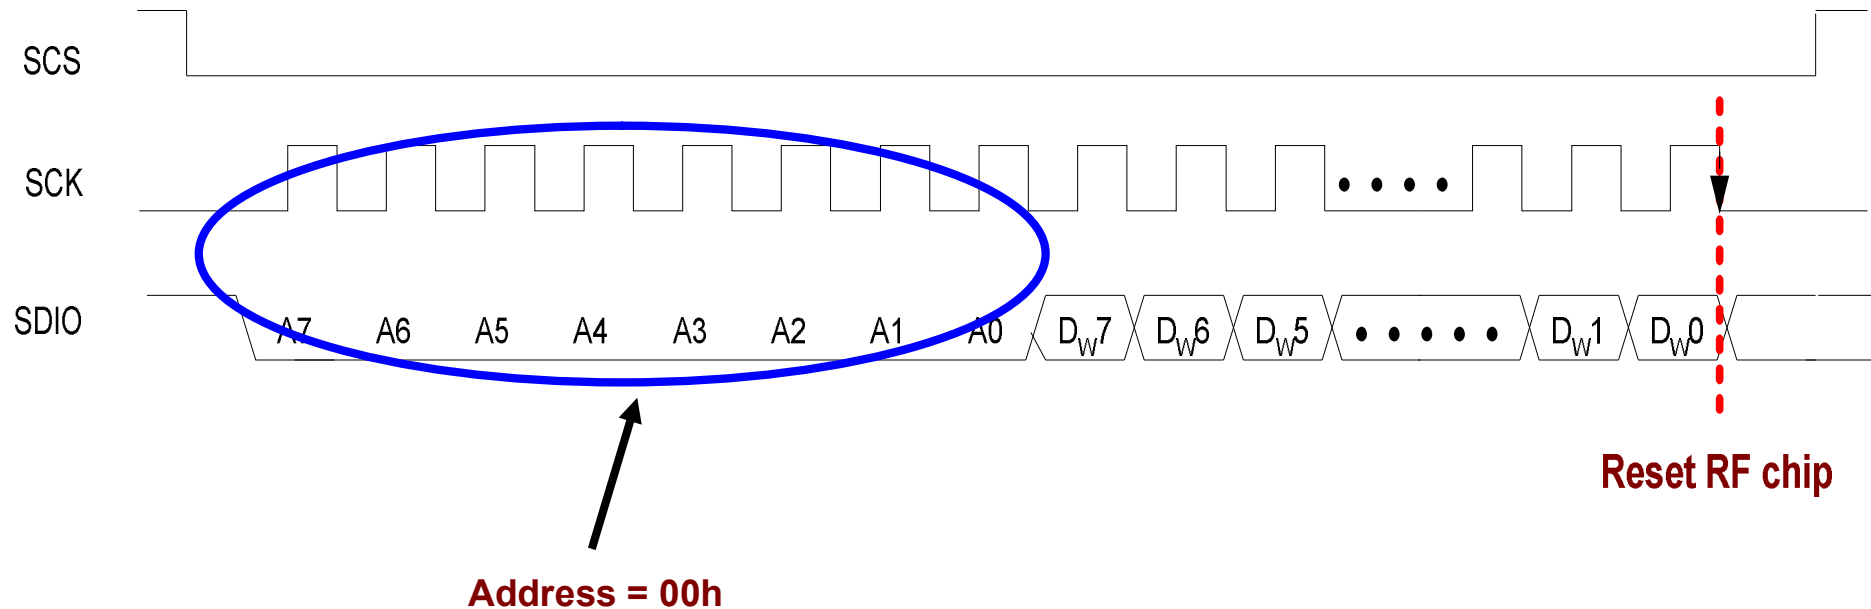 SCS
SCK
SDIO A7 A6 A5 A4 A3 A2 A1 A0 DW7 DW6 DW5 DW1 DW0
Reset RF chip
Address = 00h